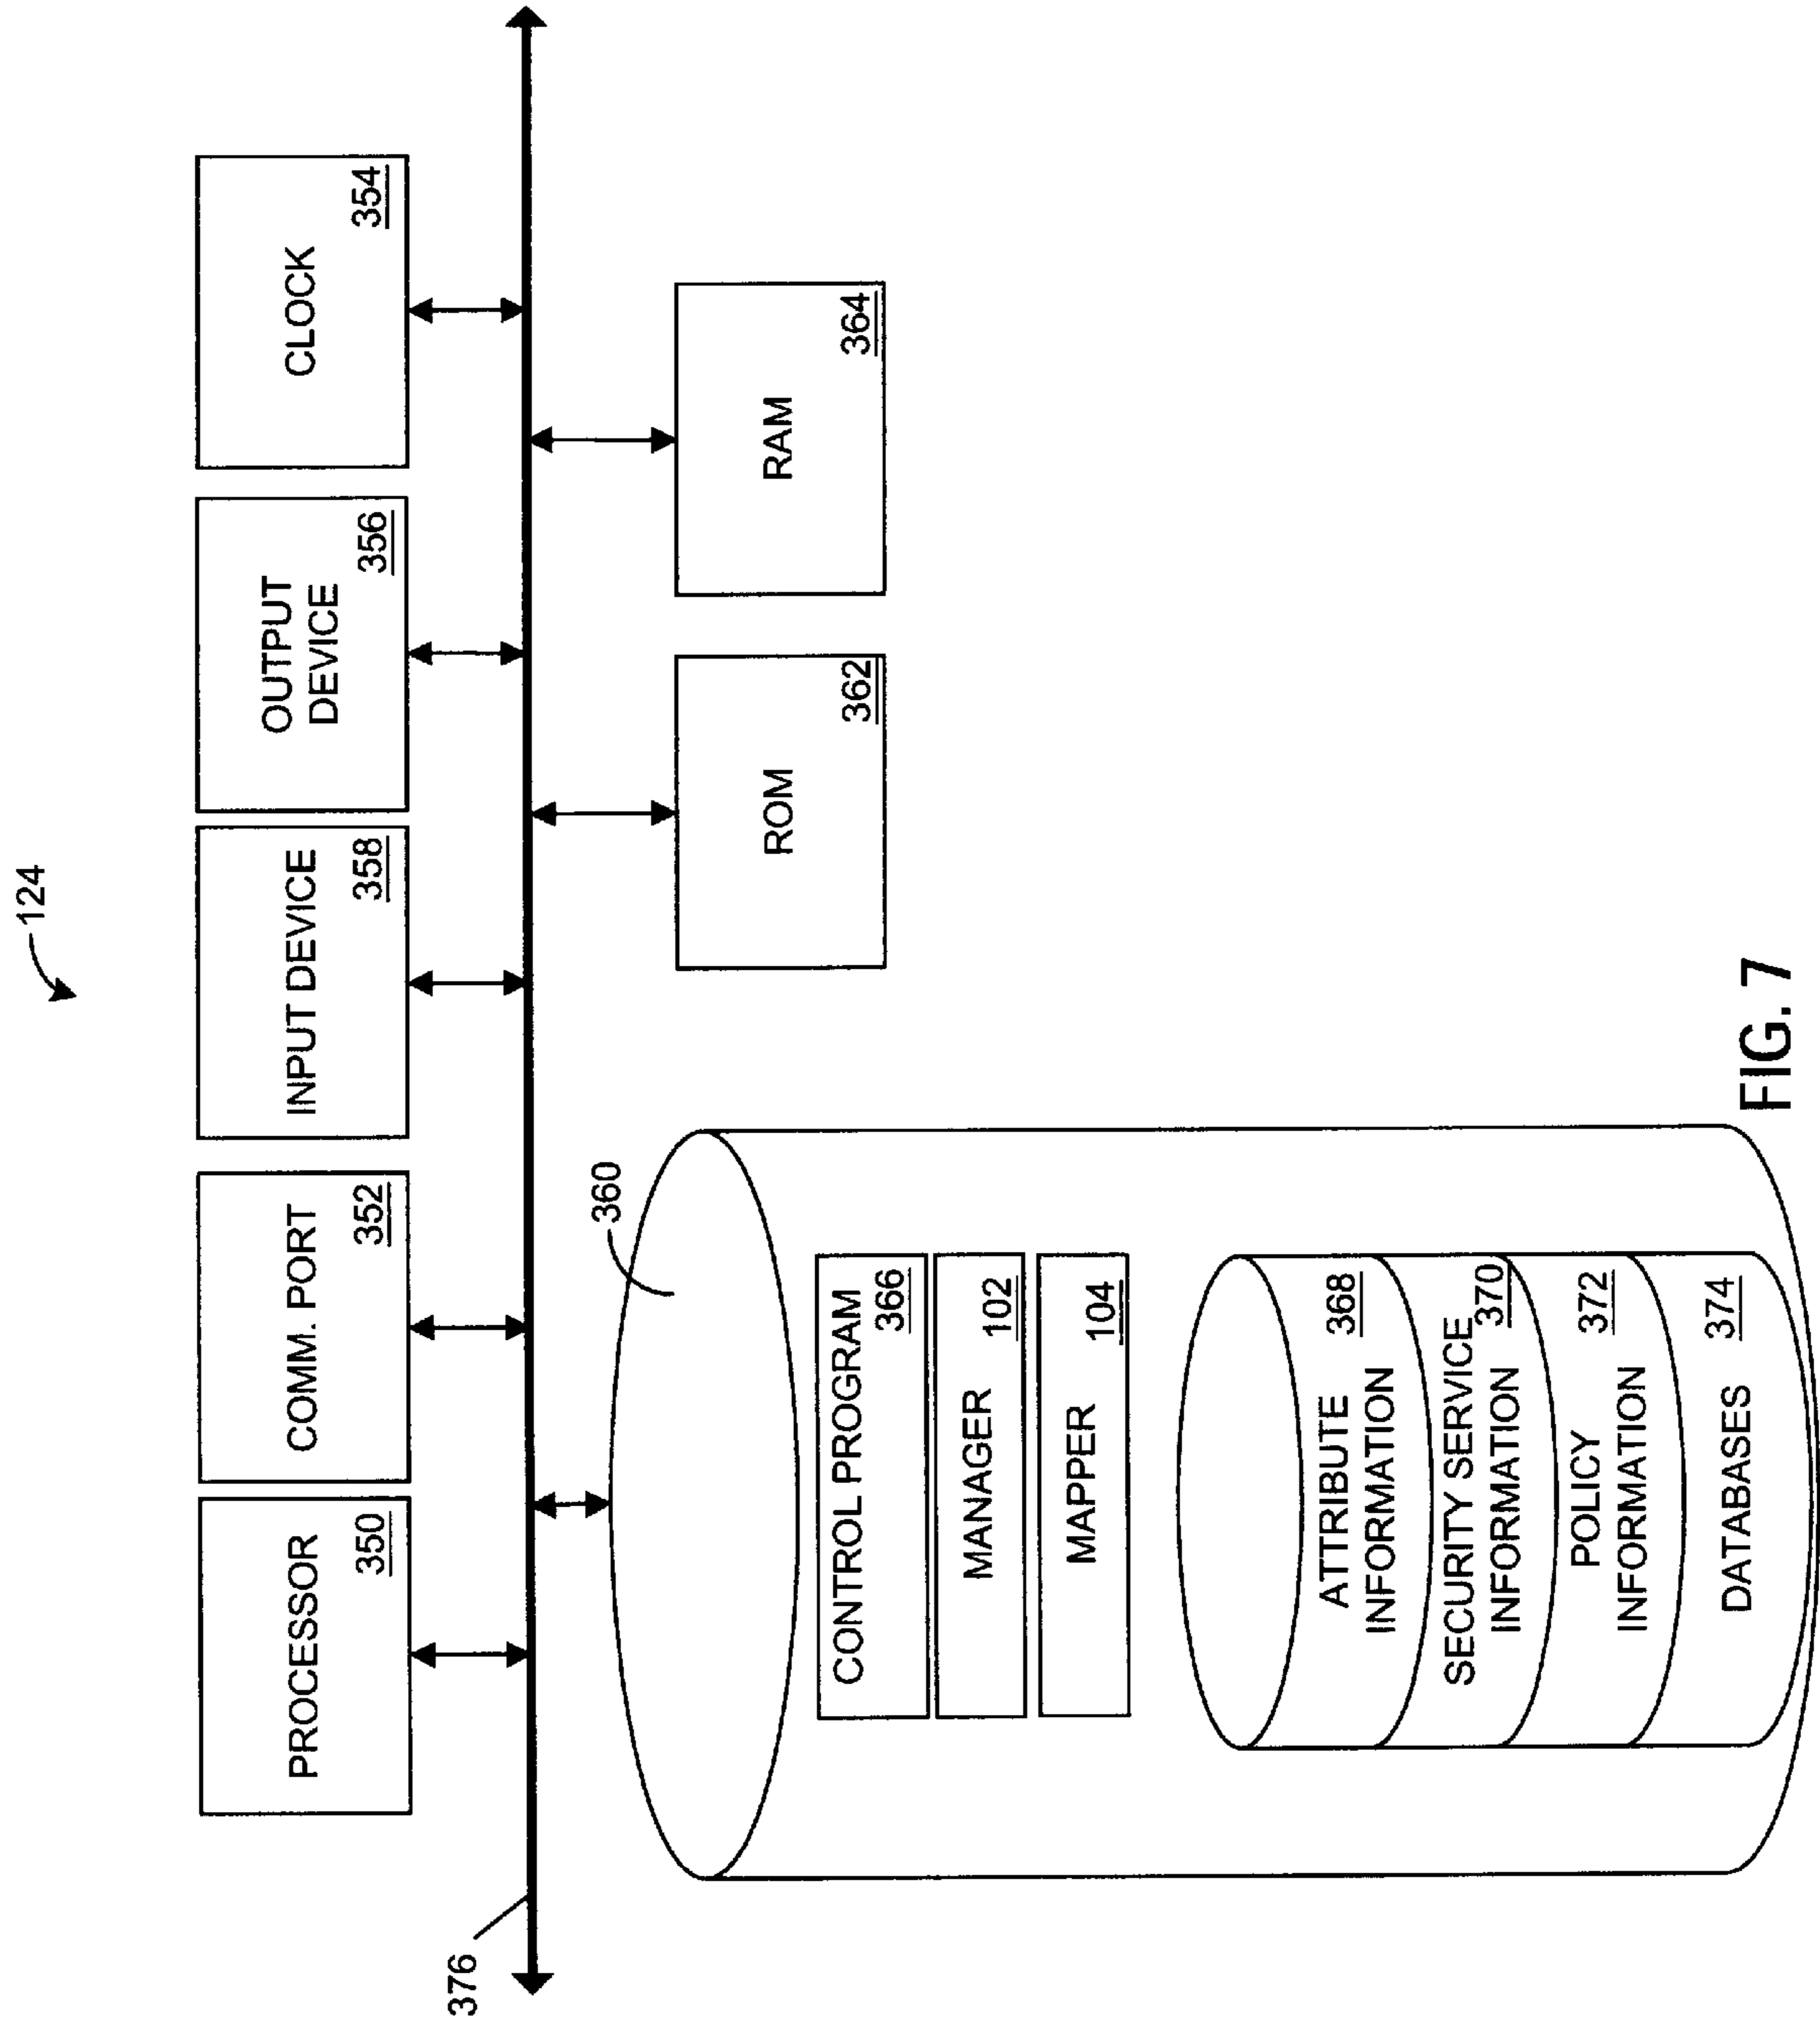 124
PROCESSOR
350
COMM. PORT
352
INPUT DEVICE
358
OUTPUT
DEVICE
356
CLOCK
354
376
360
ROM
362
RAM
364
CONTROL PROGRAM
366
MANAGER
102
MAPPER
104
ATTRIBUTE
INFORMATION
368
SECURITY SERVICE
INFORMATION
370
POLICY
INFORMATION
372
DATABASES
374
FIG. 7